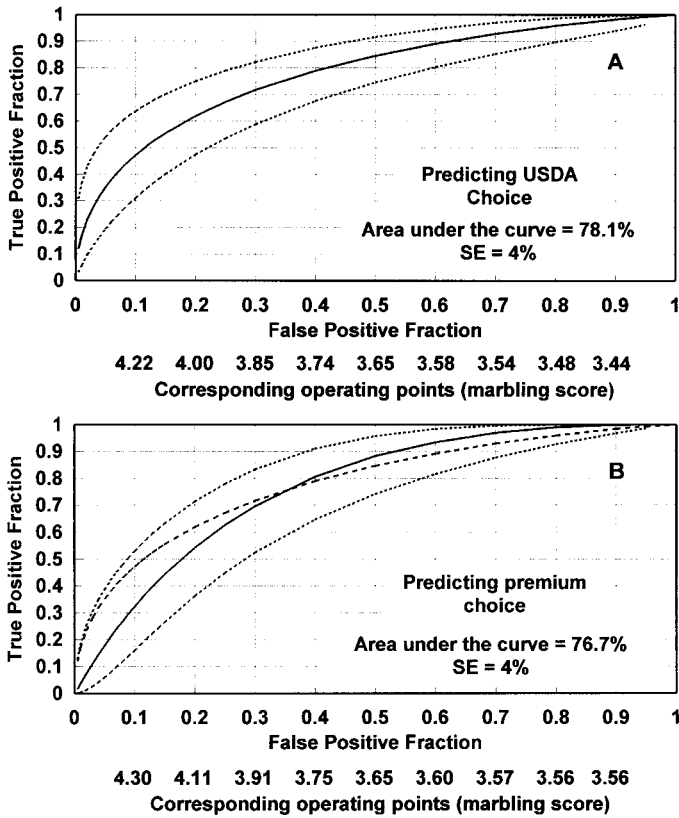 1
0.9
0.8
0.7
0.6
0.5
0.4
0.3
0.2
0.1
0
True Positive Fraction
A
Predicting USDA
Choice
Area under the curve = 78.1%
SE = 4%
0 0.1 0.2 0.3 0.4 0.5 0.6 0.7 0.8 0.9 1
False Positive Fraction
4.22 4.00 3.85 3.74 3.65 3.58 3.54 3.48 3.44
Corresponding operating points (marbling score)
1
0.9
0.8
0.7
0.6
0.5
0.4
0.3
0.2
0.1
0
True Positive Fraction
B
Predicting premium
choice
Area under the curve = 76.7%
SE = 4%
0 0.1 0.2 0.3 0.4 0.5 0.6 0.7 0.8 0.9 1
False Positive Fraction
4.30 4.11 3.91 3.75 3.65 3.60 3.57 3.56 3.56
Corresponding operating points (marbling score)